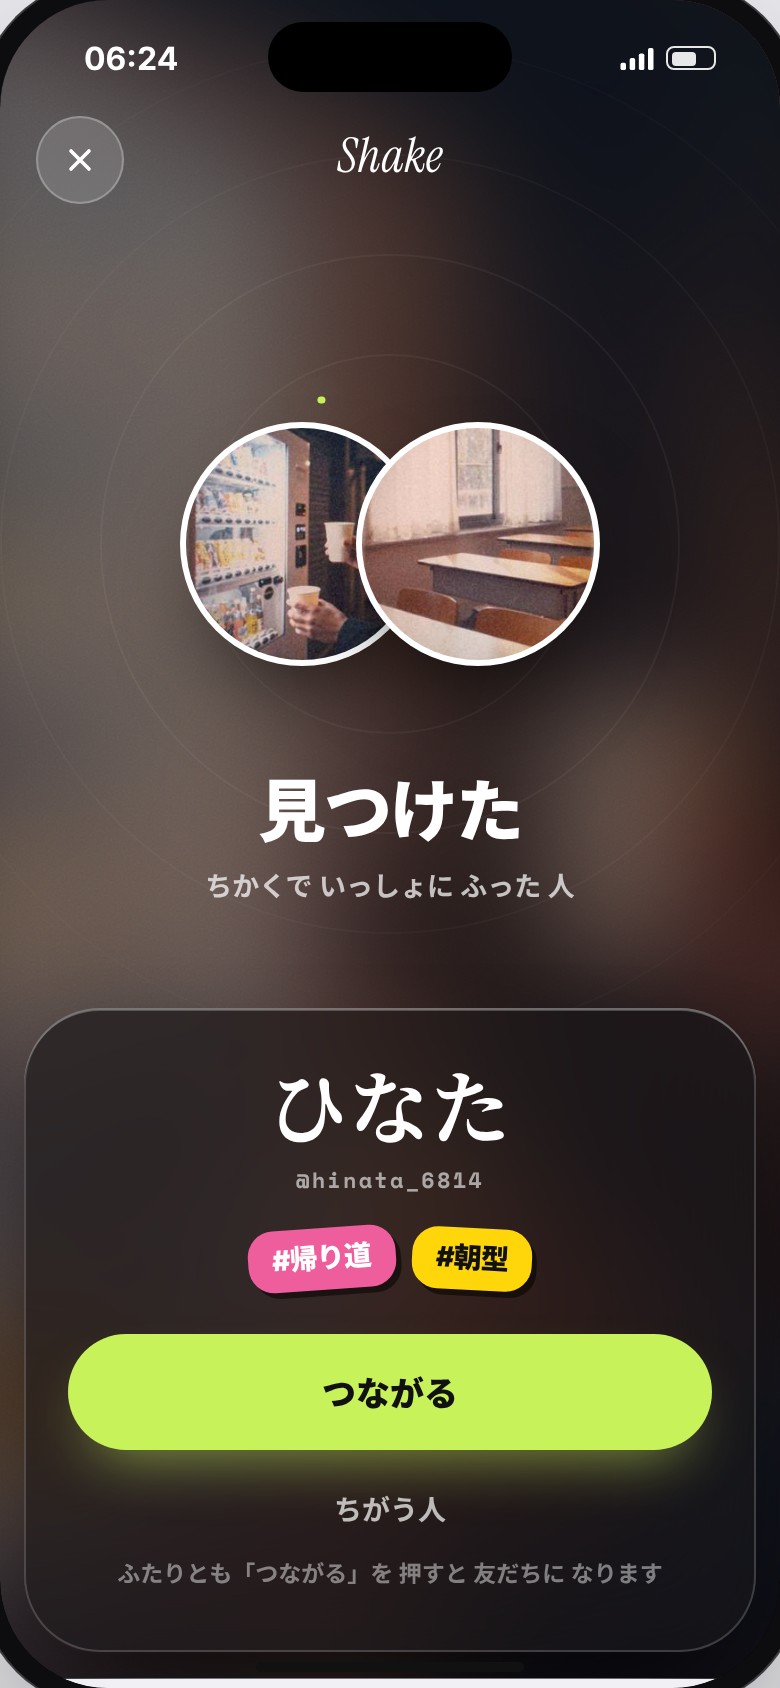 06:24
Shake
見つけた
ちかくで いっしょに ふった 人
ひなた
@hinata_6814
#帰り道
#朝型
つながる
ちがう人
ふたりとも「つながる」を 押すと 友だちに なります